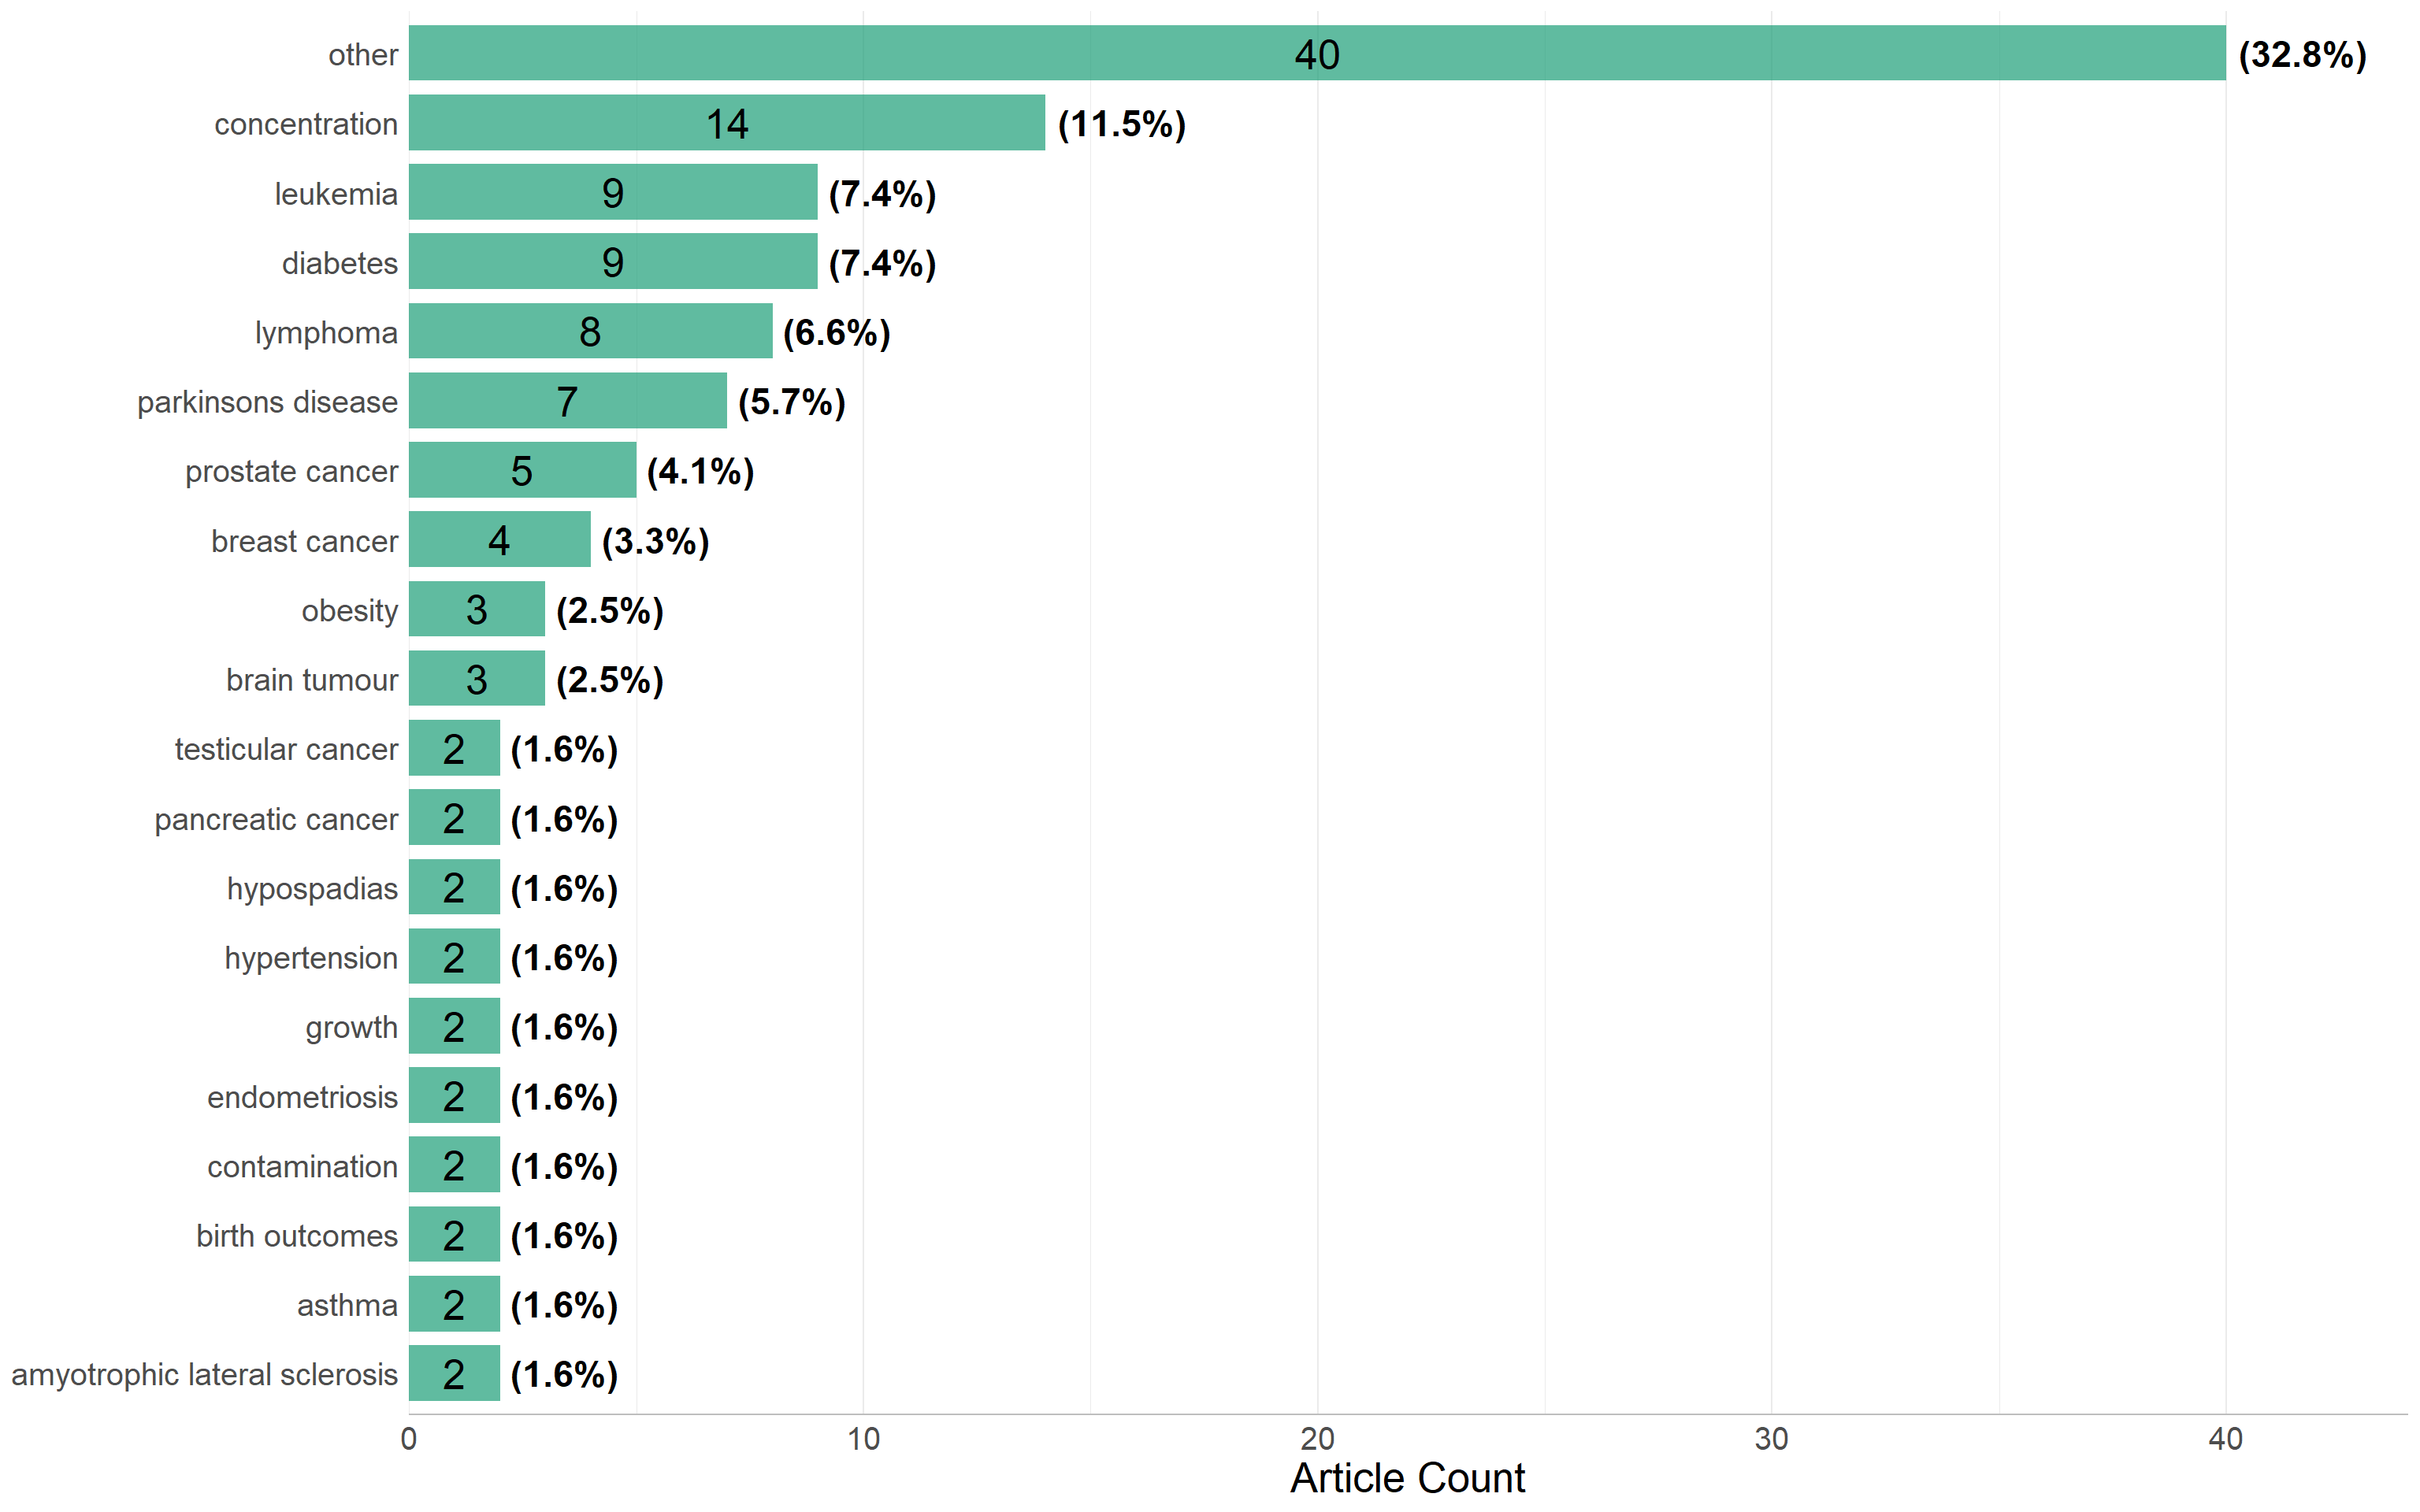 other 40 (32.8%)
concentration 14 (11.5%)
leukemia 9 (7.4%)
diabetes 9 (7.4%)
lymphoma 8 (6.6%)
parkinsons disease 7 (5.7%)
prostate cancer 5 (4.1%)
breast cancer 4 (3.3%)
obesity 3 (2.5%)
brain tumour 3 (2.5%)
testicular cancer 2 (1.6%)
pancreatic cancer 2 (1.6%)
hypospadias 2 (1.6%)
hypertension 2 (1.6%)
growth 2 (1.6%)
endometriosis 2 (1.6%)
contamination 2 (1.6%)
birth outcomes 2 (1.6%)
asthma 2 (1.6%)
amyotrophic lateral sclerosis 2 (1.6%)
0 10 20 30 40
Article Count